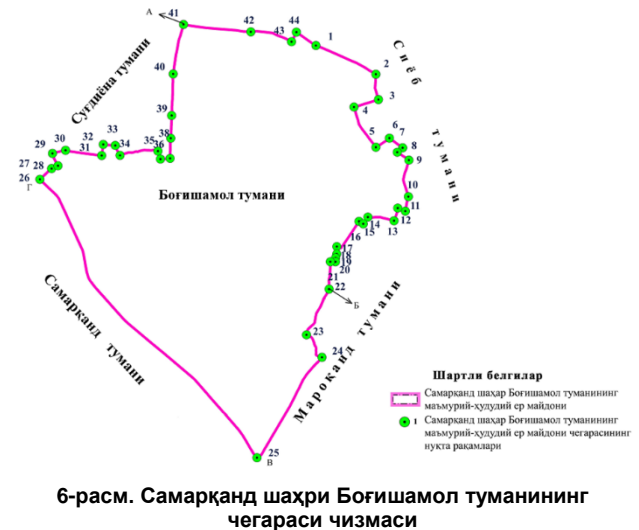 А
41
42
43
44
1
2
3
4
5
6
7
8
9
10
11
12
13
14
15
16
17
18
19
20
21
22
Б
23
24
25
В
26
Г
27
28
29
30
31
32
33
34
35
36
38
39
40
Суғдиёна тумани
Сиёб тумани
Боғишамол тумани
Самарқанд тумани
Мароқанд тумани
Шартли белгилар
Самарқанд шаҳар Боғишамол туманининг
маъмурий-ҳудудий ер майдони
1 Самарқанд шаҳар Боғишамол туманининг
маъмурий-ҳудудий ер майдони чегарасининг
нуқта рақамлари
6-расм. Самарқанд шаҳри Боғишамол туманининг
чегараси чизмаси